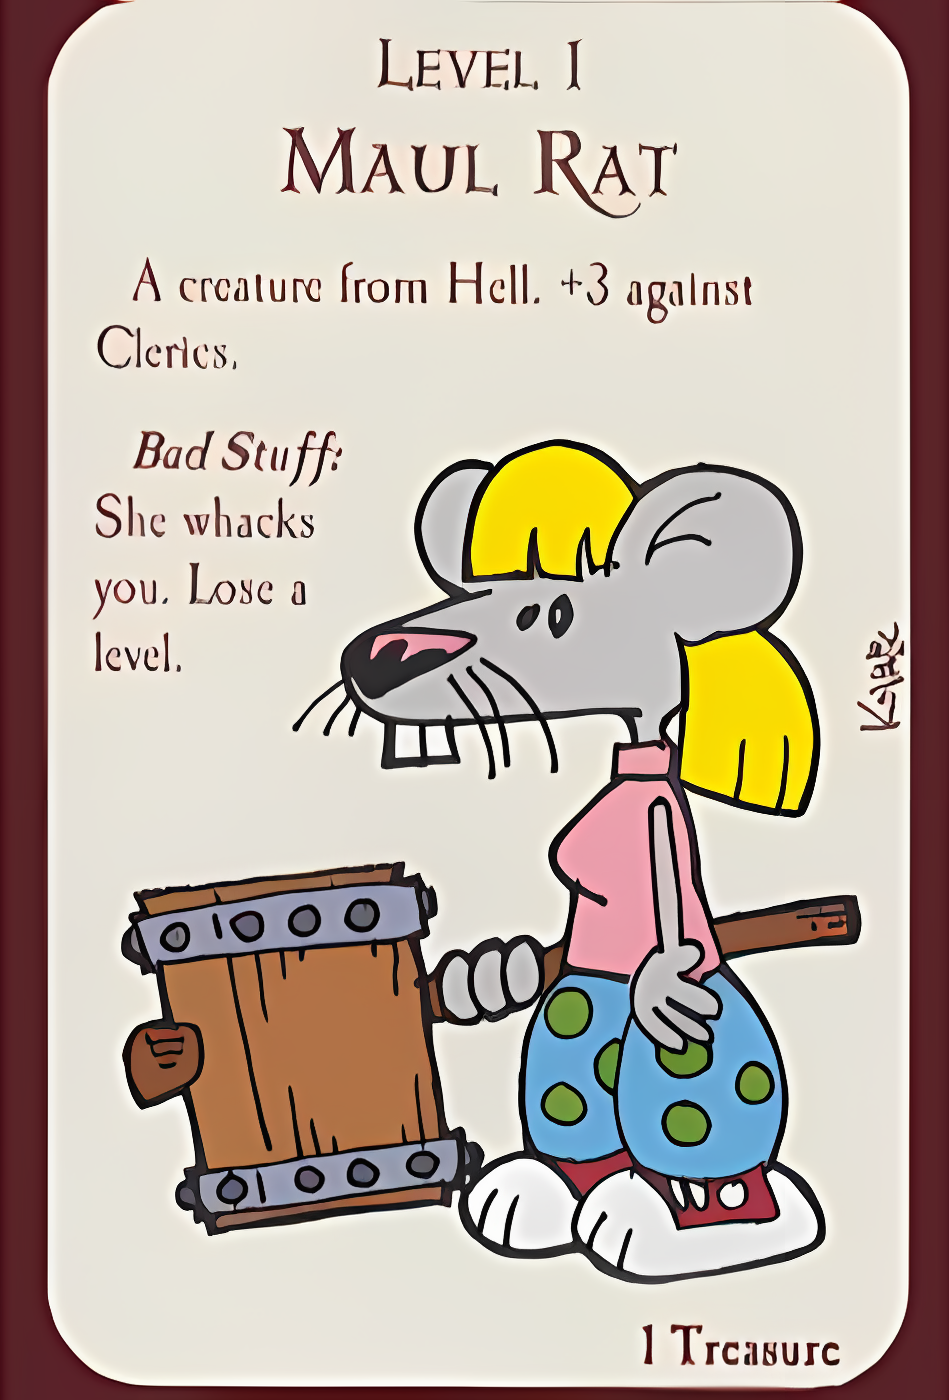 LEVEL 1
MAUL RAT
A creature from Hell. +3 against
Clerics.
Bad Stuff:
She whacks
you. Lose a
level.
1 Treasure